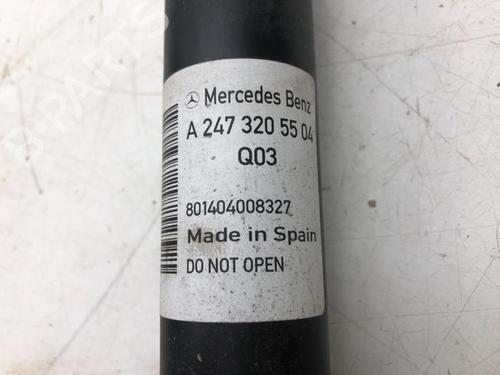 Mercedes Benz
A 247 320 55 04
Q03
801404008327
Made in Spain
DO NOT OPEN